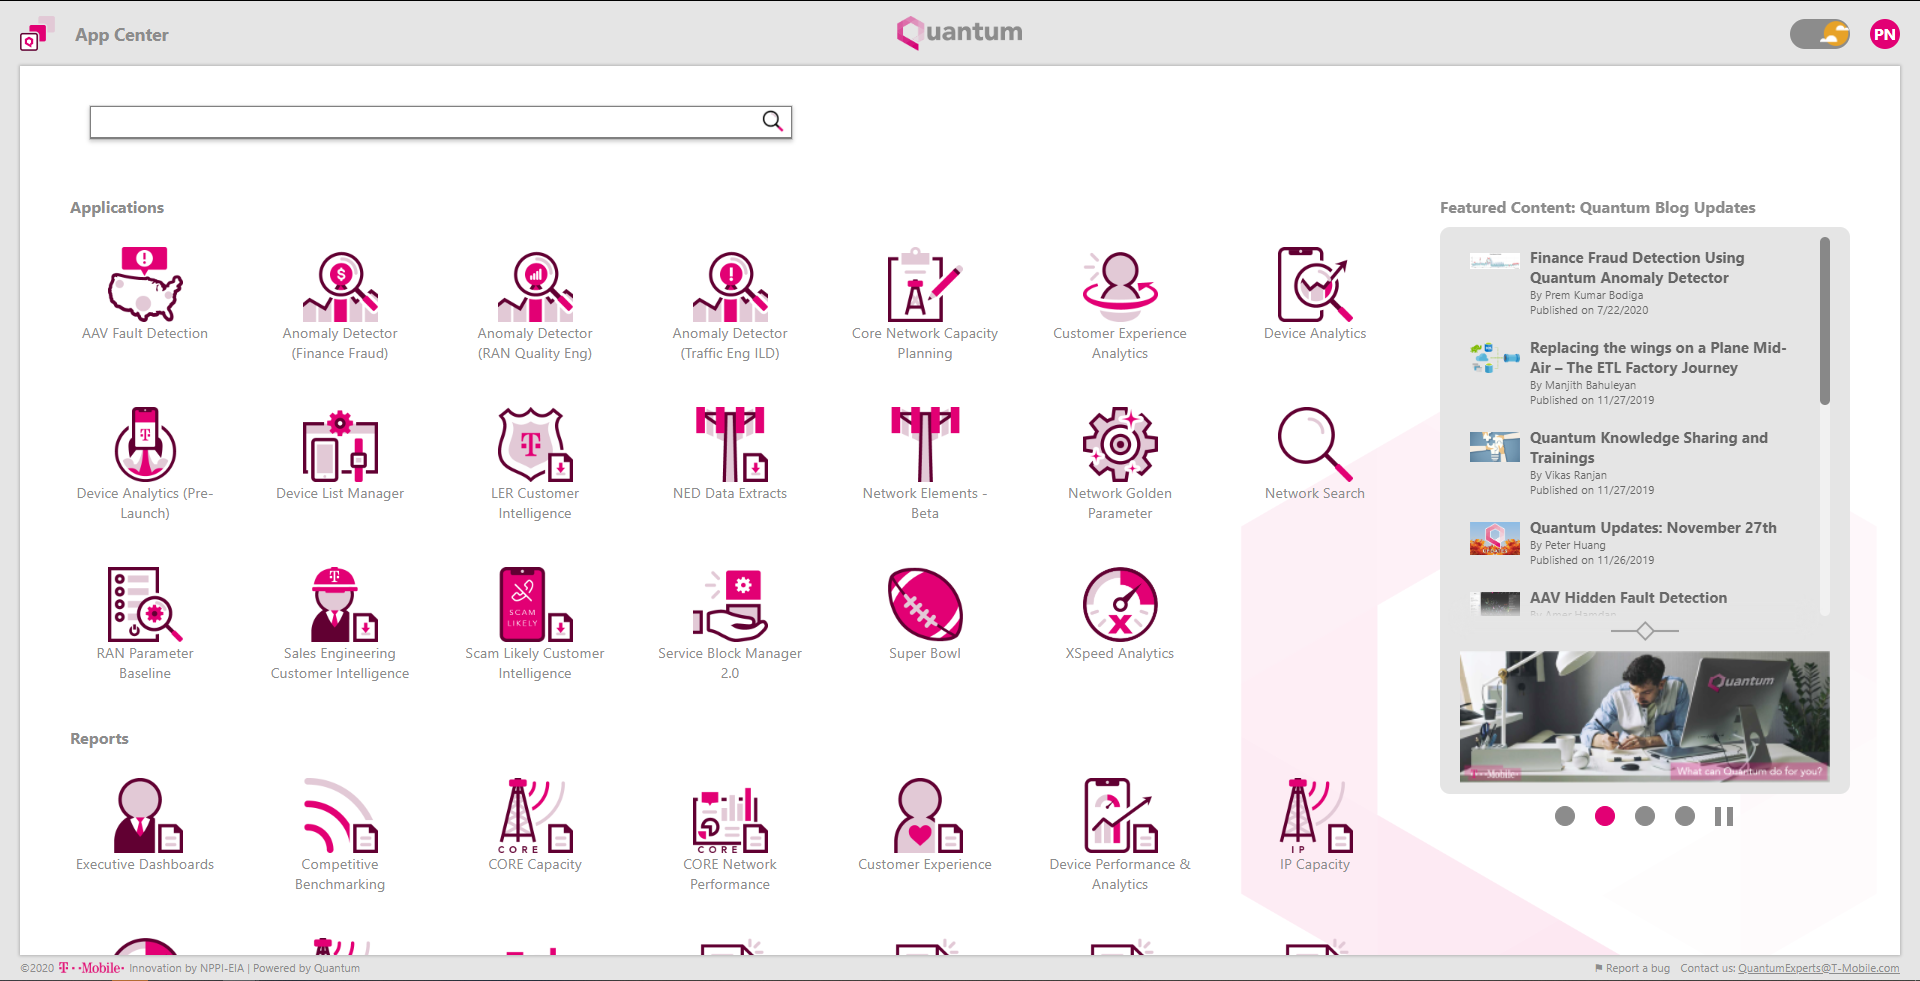 App Center
Quantum
PN
Applications
AAV Fault Detection
Anomaly Detector
(Finance Fraud)
Anomaly Detector
(RAN Quality Eng)
Anomaly Detector
(Traffic Eng ILD)
Core Network Capacity
Planning
Customer Experience
Analytics
Device Analytics
Device Analytics (Pre-
Launch)
Device List Manager
LER Customer
Intelligence
NED Data Extracts
Network Elements -
Beta
Network Golden
Parameter
Network Search
RAN Parameter
Baseline
Sales Engineering
Customer Intelligence
SCAM
LIKELY
Scam Likely Customer
Intelligence
Service Block Manager
2.0
Super Bowl
XSpeed Analytics
Reports
Executive Dashboards
Competitive
Benchmarking
CORE
CORE Capacity
CORE
CORE Network
Performance
Customer Experience
Device Performance &
Analytics
IP
IP Capacity
Featured Content: Quantum Blog Updates
Finance Fraud Detection Using
Quantum Anomaly Detector
By Prem Kumar Bodiga
Published on 7/22/2020
Replacing the wings on a Plane Mid-
Air – The ETL Factory Journey
By Manjith Bahuleyan
Published on 11/27/2019
Quantum Knowledge Sharing and
Trainings
By Vikas Ranjan
Published on 11/27/2019
Quantum Updates: November 27th
By Peter Huang
Published on 11/26/2019
AAV Hidden Fault Detection
By Amer Hamdan
Quantum
T··Mobile·
What can Quantum do for you?
©2020 T··Mobile· Innovation by NPPI-EIA | Powered by Quantum
Report a bug Contact us: QuantumExperts@T-Mobile.com